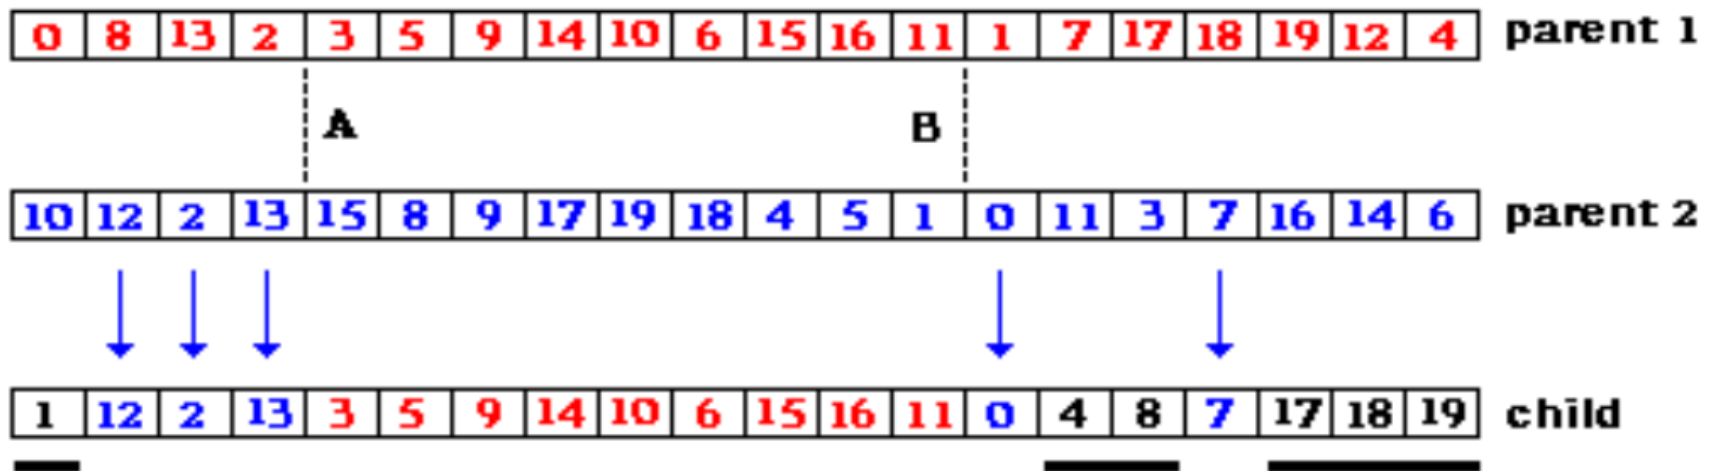 0 8 13 2 3 5 9 14 10 6 15 16 11 1 7 17 18 19 12 4 parent 1
A B
10 12 2 13 15 8 9 17 19 18 4 5 1 0 11 3 7 16 14 6 parent 2
1 12 2 13 3 5 9 14 10 6 15 16 11 0 4 8 7 17 18 19 child